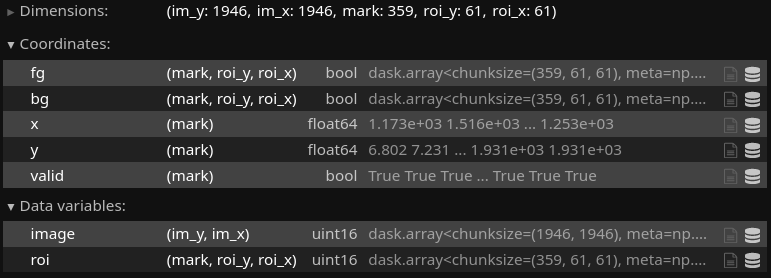 ▸ Dimensions: (im_y: 1946, im_x: 1946, mark: 359, roi_y: 61, roi_x: 61)
▾ Coordinates:
fg (mark, roi_y, roi_x) bool dask.array<chunksize=(359, 61, 61), meta=np....
bg (mark, roi_y, roi_x) bool dask.array<chunksize=(359, 61, 61), meta=np....
x (mark) float64 1.173e+03 1.516e+03 ... 1.253e+03
y (mark) float64 6.802 7.231 ... 1.931e+03 1.931e+03
valid (mark) bool True True True ... True True True
▾ Data variables:
image (im_y, im_x) uint16 dask.array<chunksize=(1946, 1946), meta=np....
roi (mark, roi_y, roi_x) uint16 dask.array<chunksize=(359, 61, 61), meta=np....